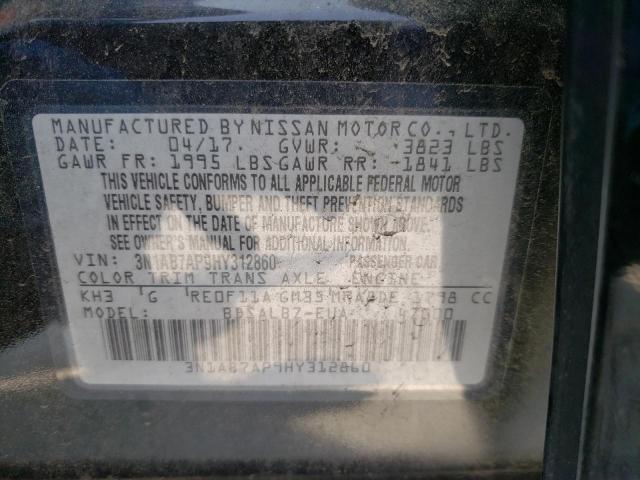 MANUFACTURED BY NISSAN MOTOR CO., LTD.
DATE: 04/17 GVWR: 3823 LBS
GAWR FR: 1995 LBS GAWR RR: 1841 LBS
THIS VEHICLE CONFORMS TO ALL APPLICABLE FEDERAL MOTOR
VEHICLE SAFETY, BUMPER AND THEFT PREVENTION STANDARDS
IN EFFECT ON THE DATE OF MANUFACTURE SHOWN ABOVE.
SEE OWNER'S MANUAL FOR ADDITIONAL INFORMATION.
VIN: 3N1AB7AP9HY312860 PASSENGER CAR
COLOR TRIM TRANS AXLE ENGINE
KH3 G RE0F11A GM35 MRA8DE 1798 CC
MODEL: BDSALBZ-EUA
3N1AB7AP9HY312860